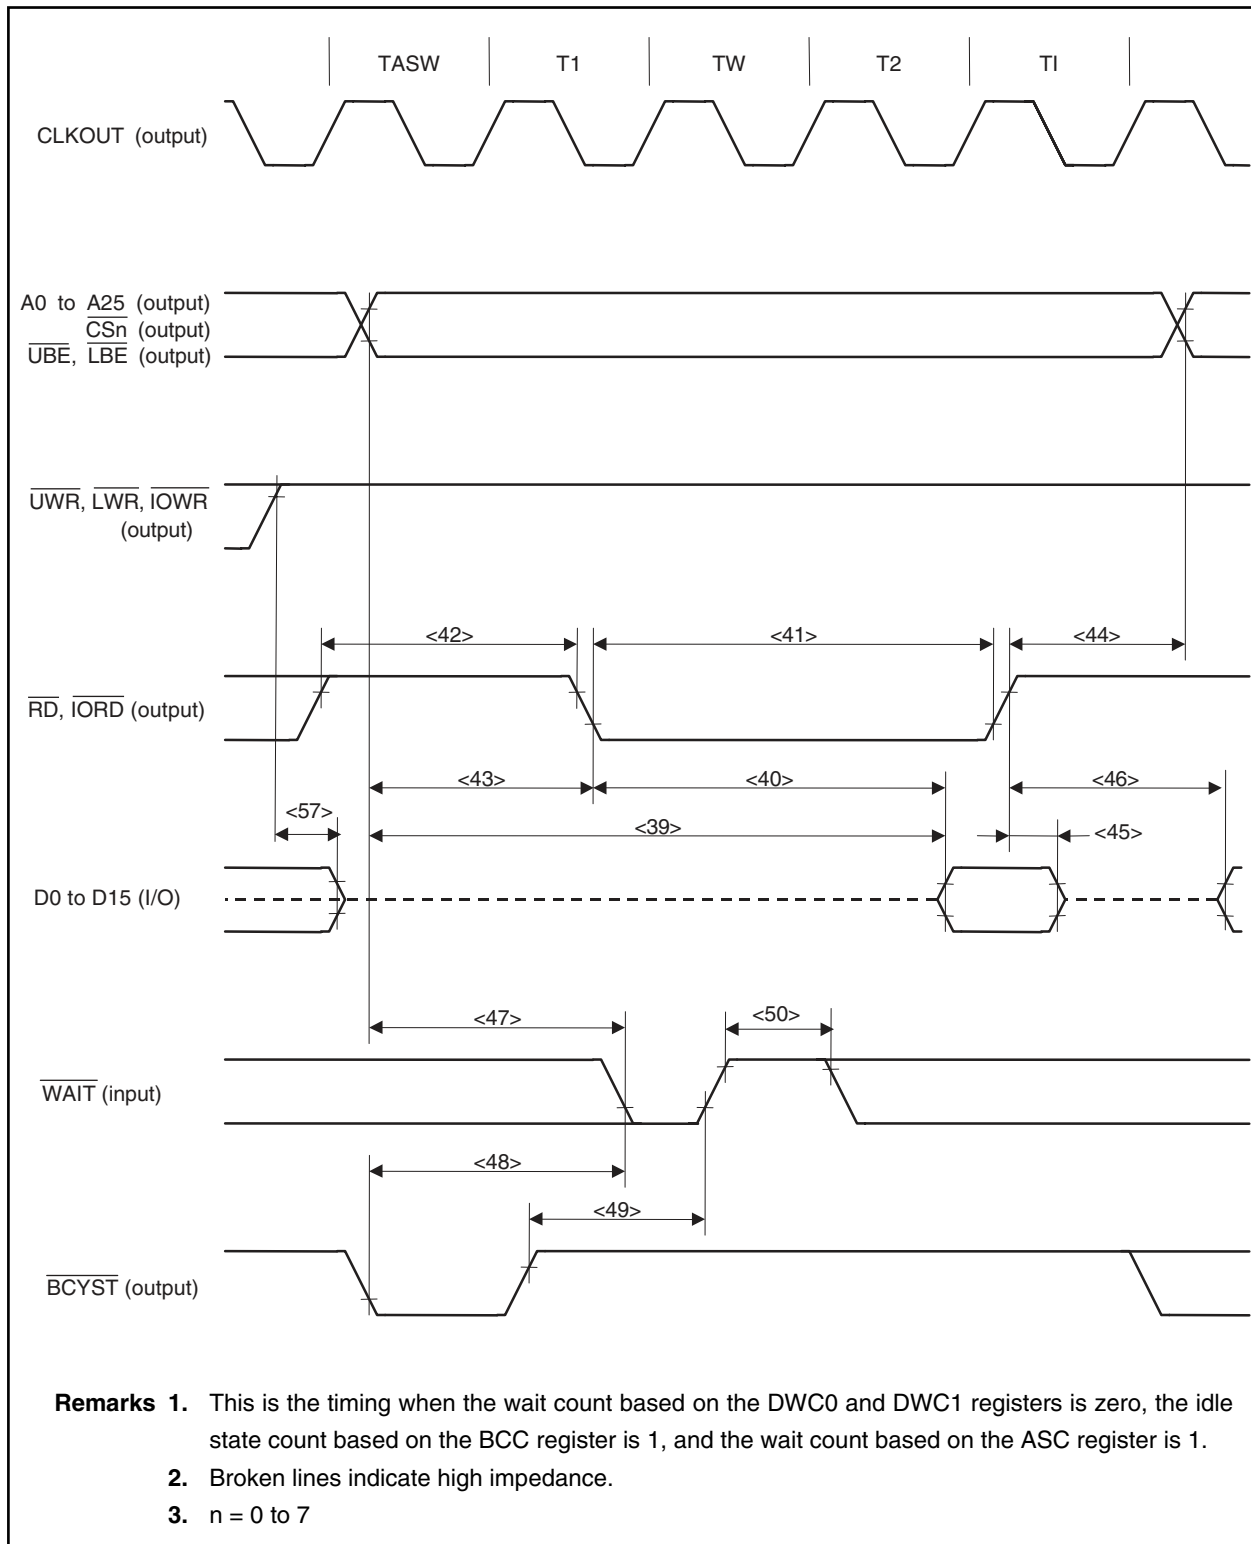 TASW T1 TW T2 TI
CLKOUT (output)
A0 to A25 (output)
CSn (output)
UBE, LBE (output)
UWR, LWR, IOWR
(output)
<42> <41> <44>
RD, IORD (output)
<43> <40> <46>
<57> <39> <45>
D0 to D15 (I/O)
<47> <50>
WAIT (input)
<48>
<49>
BCYST (output)
Remarks 1. This is the timing when the wait count based on the DWC0 and DWC1 registers is zero, the idle
state count based on the BCC register is 1, and the wait count based on the ASC register is 1.
2. Broken lines indicate high impedance.
3. n = 0 to 7